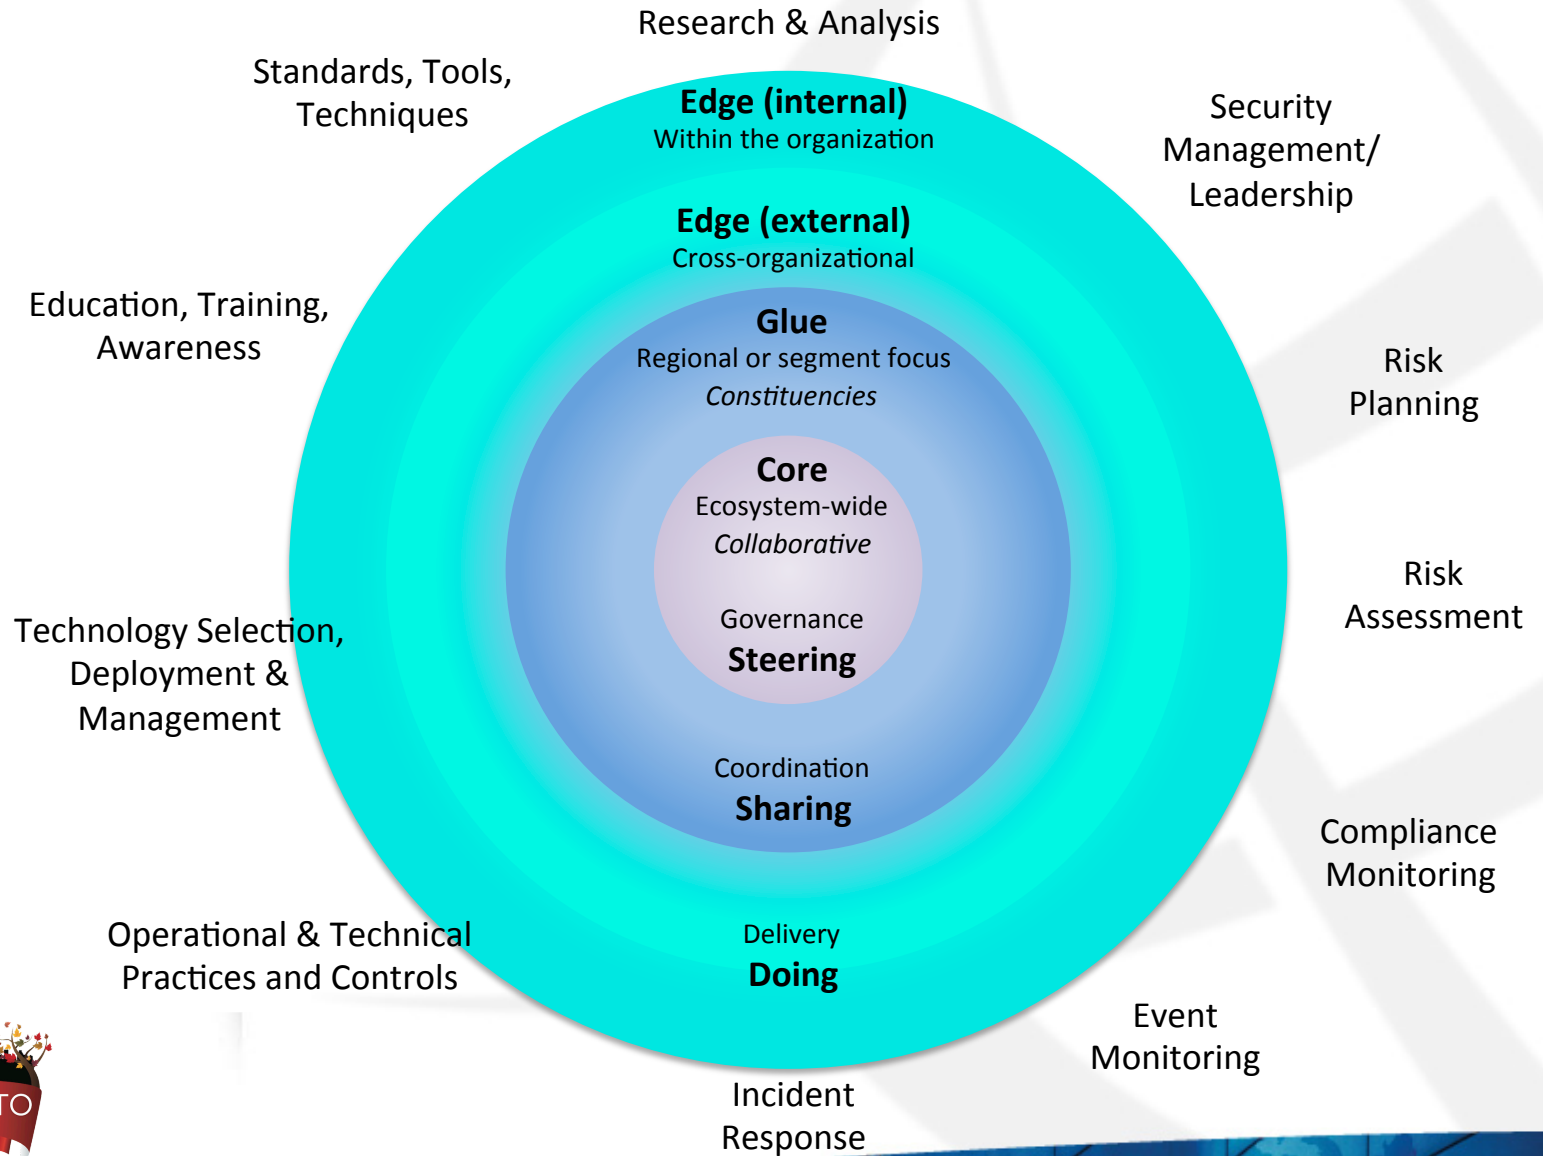 Research & Analysis
Standards, Tools,
Techniques
Security
Management/
Leadership
Edge (internal)
Within the organization
Edge (external)
Cross-organizational
Education, Training,
Awareness
Glue
Regional or segment focus
Constituencies
Risk
Planning
Core
Ecosystem-wide
Collaborative
Governance
Steering
Risk
Assessment
Technology Selection,
Deployment &
Management
Coordination
Sharing
Compliance
Monitoring
Operational & Technical
Practices and Controls
Delivery
Doing
Event
Monitoring
Incident
Response
TO